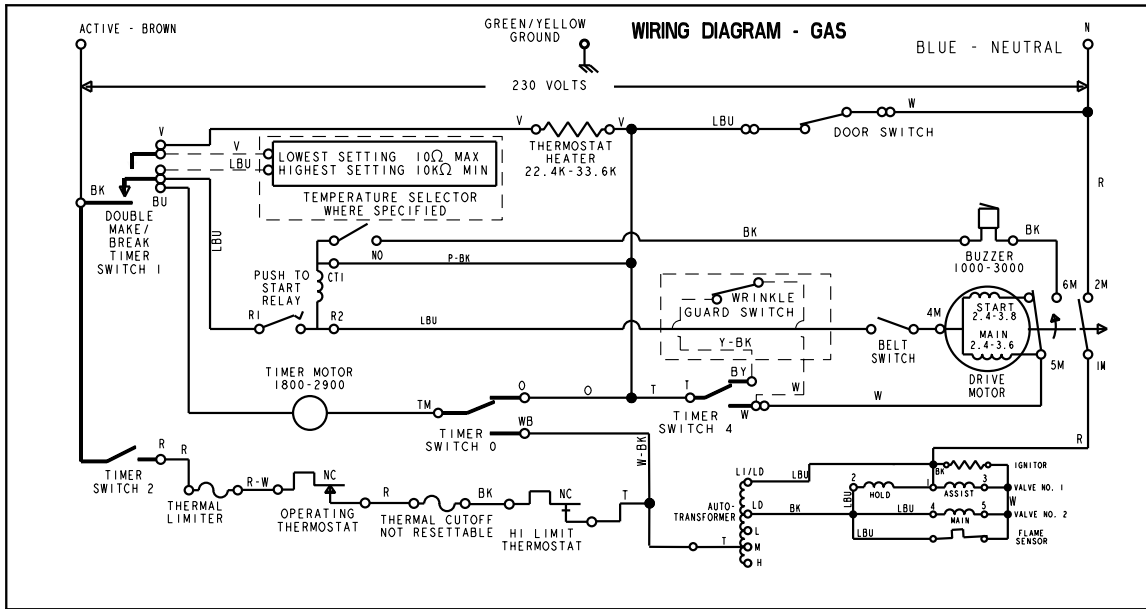 ACTIVE - BROWN
GREEN/YELLOW
GROUND
WIRING DIAGRAM - GAS
BLUE - NEUTRAL
N
230 VOLTS
V
V
V
LBU
W
DOOR SWITCH
THERMOSTAT
HEATER
22.4K-33.6K
V
LBU
LOWEST SETTING 10Ω MAX
HIGHEST SETTING 10KΩ MIN
TEMPERATURE SELECTOR
WHERE SPECIFIED
BK
BU
DOUBLE
MAKE/
BREAK
TIMER
SWITCH 1
LBU
R
NO
BK
BK
BUZZER
1000-3000
CT1
P-BK
PUSH TO
START
RELAY
R1
R2
LBU
WRINKLE
GUARD SWITCH
Y-BK
BELT
SWITCH
4M
START
2.4-3.8
MAIN
2.4-3.6
DRIVE
MOTOR
6M
2M
5M
1M
TIMER MOTOR
1800-2900
TM
O
O
T
T
BY
W
W
W
TIMER
SWITCH 4
WB
TIMER
SWITCH 0
W-BK
R
TIMER
SWITCH 2
R
R
THERMAL
LIMITER
R-W
NC
OPERATING
THERMOSTAT
R
THERMAL CUTOFF
NOT RESETTABLE
BK
NC
HI LIMIT
THERMOSTAT
T
T
AUTO-
TRANSFORMER
LI/LD
LD
L
M
H
LBU
BK
BK
IGNITOR
2
HOLD
1
ASSIST
3
VALVE NO. 1
LBU
W
LBU
4
MAIN
5
VALVE NO. 2
LBU
FLAME
SENSOR